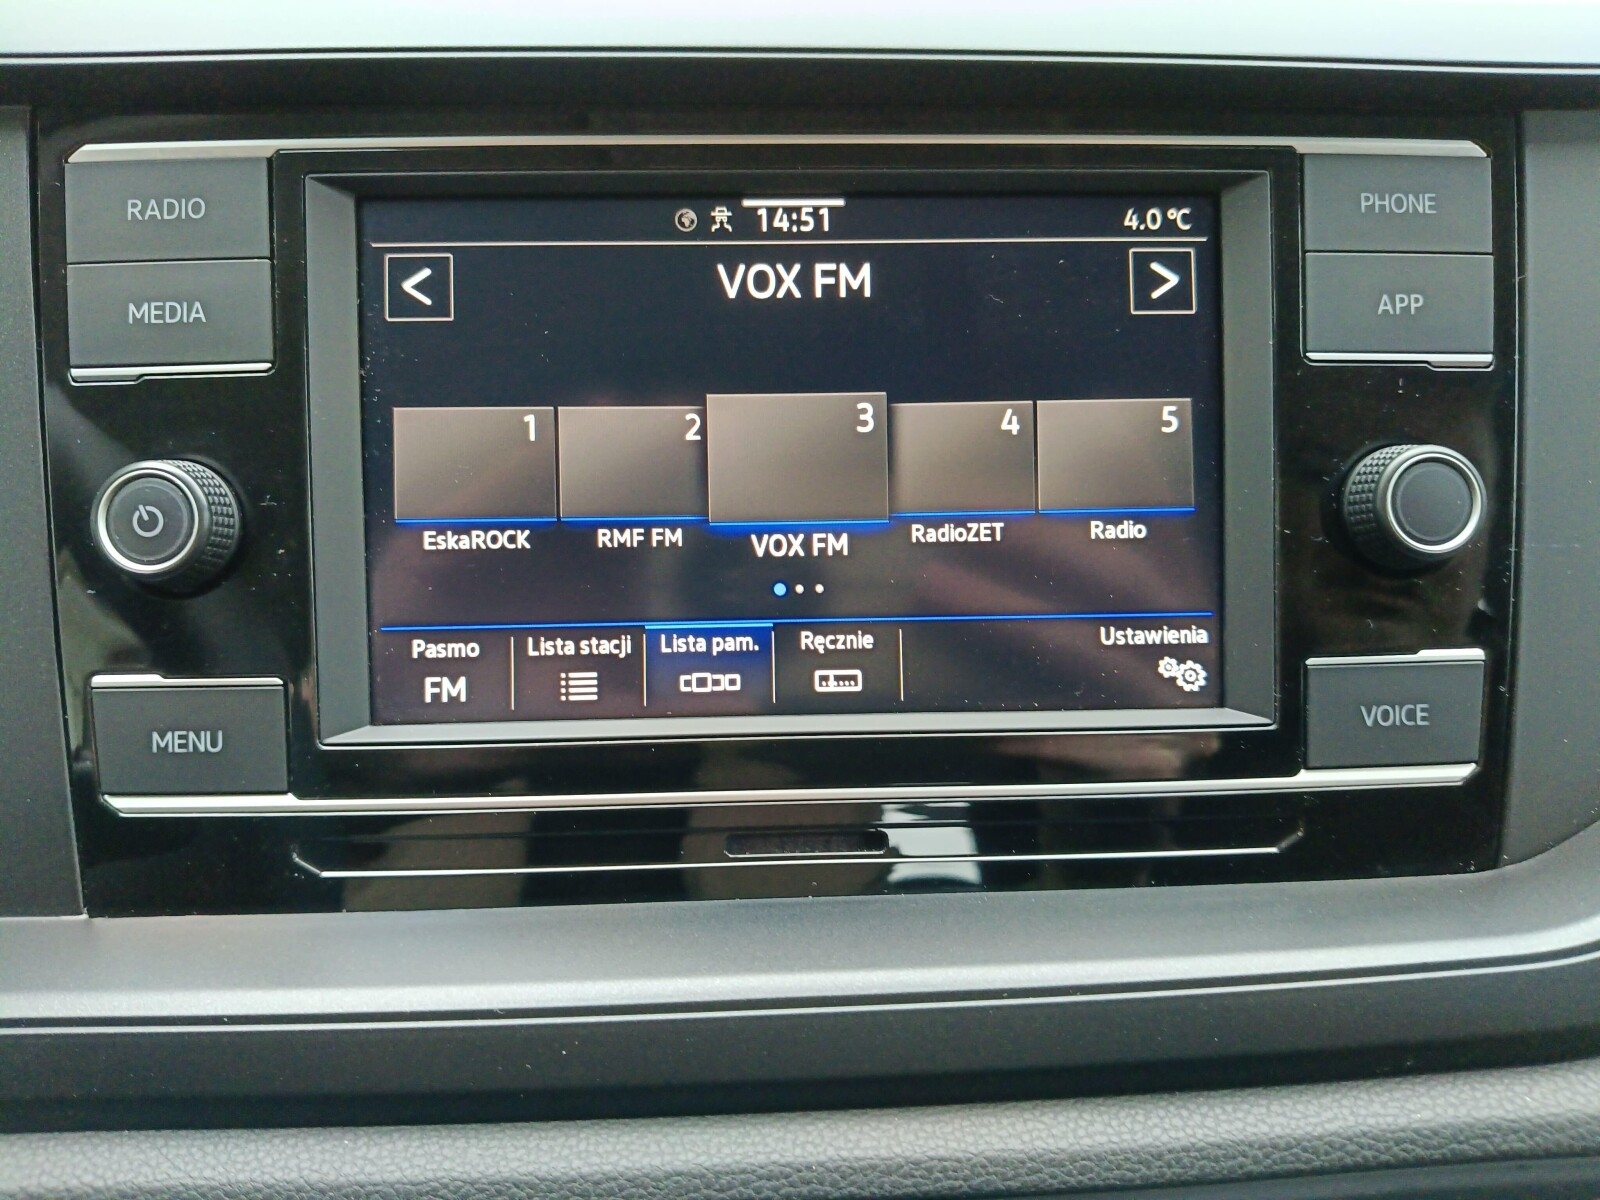 RADIO
MEDIA
MENU
14:51
4.0 °C
< VOX FM >
1 2 3 4 5
EskaROCK RMF FM VOX FM RadioZET Radio
Pasmo Lista stacji Lista pam. Ręcznie Ustawienia
FM
PHONE
APP
VOICE